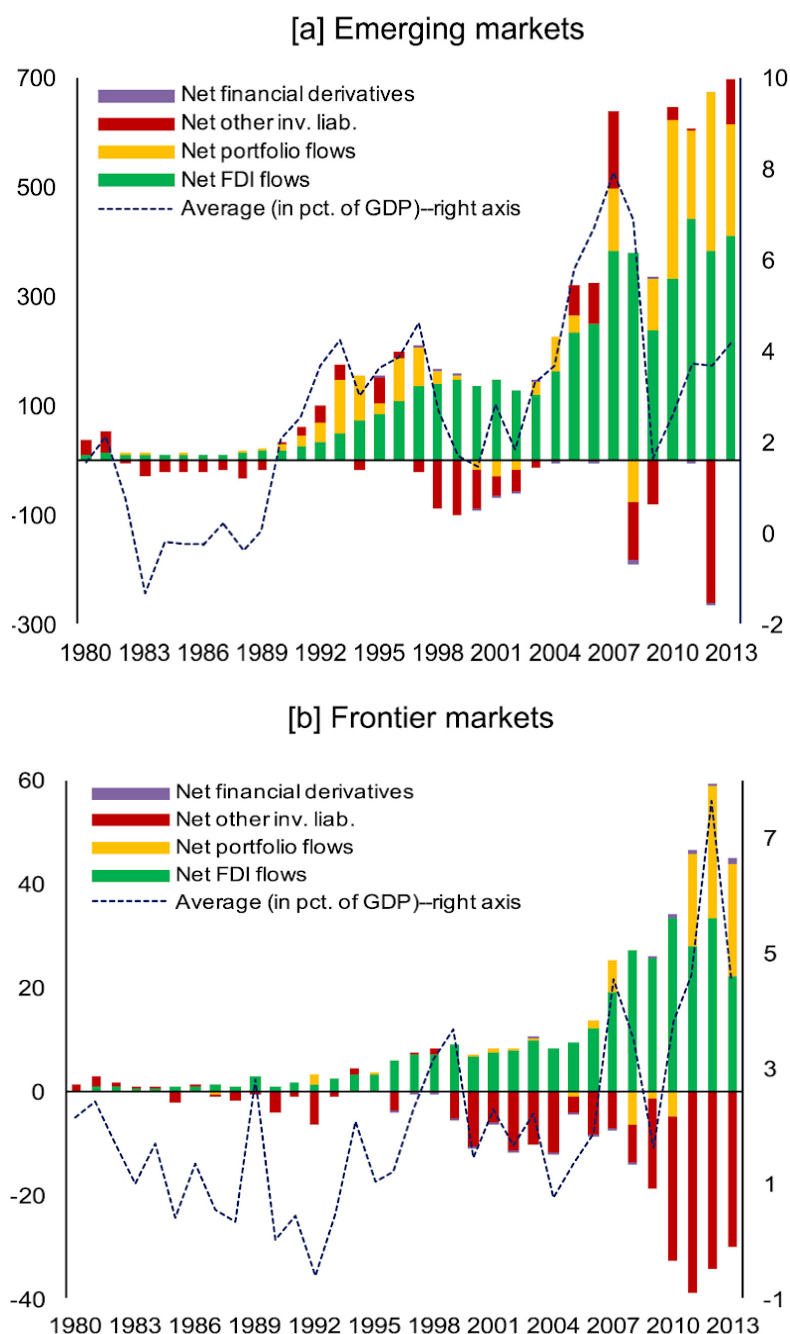 [a] Emerging markets
700
500
300
100
-100
-300
10
8
6
4
2
0
-2
Net financial derivatives
Net other inv. liab.
Net portfolio flows
Net FDI flows
Average (in pct. of GDP)--right axis
1980 1983 1986 1989 1992 1995 1998 2001 2004 2007 2010 2013
[b] Frontier markets
60
40
20
0
-20
-40
7
5
3
1
-1
Net financial derivatives
Net other inv. liab.
Net portfolio flows
Net FDI flows
Average (in pct. of GDP)--right axis
1980 1983 1986 1989 1992 1995 1998 2001 2004 2007 2010 2013